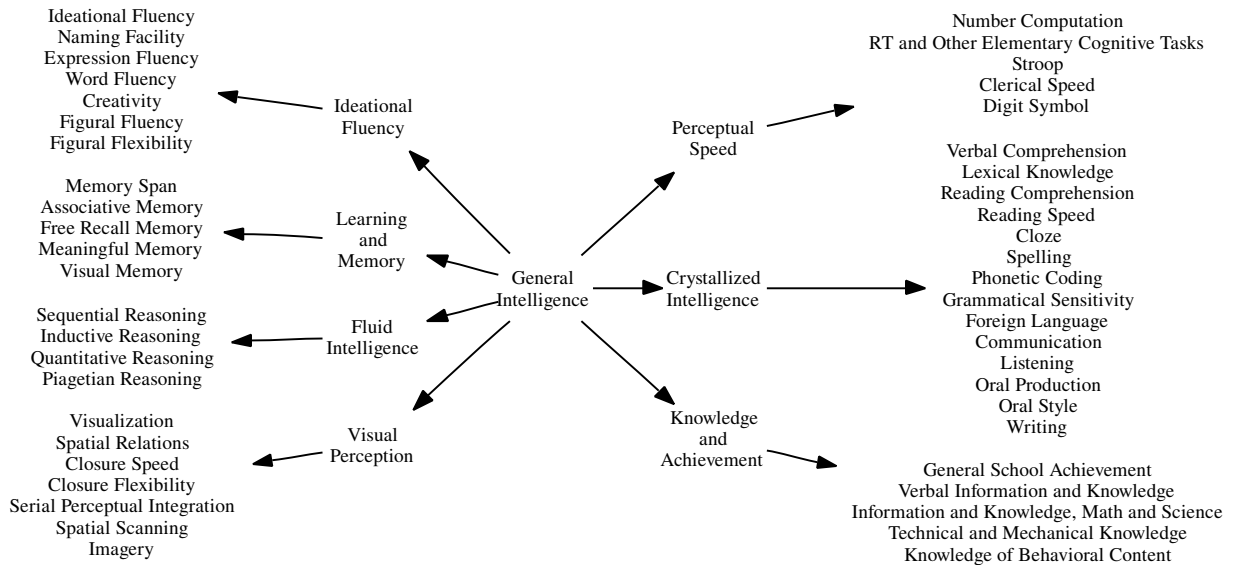 Ideational Fluency
Naming Facility
Expression Fluency
Word Fluency
Creativity
Figural Fluency
Figural Flexibility
Memory Span
Associative Memory
Free Recall Memory
Meaningful Memory
Visual Memory
Sequential Reasoning
Inductive Reasoning
Quantitative Reasoning
Piagetian Reasoning
Visualization
Spatial Relations
Closure Speed
Closure Flexibility
Serial Perceptual Integration
Spatial Scanning
Imagery
Ideational
Fluency
Learning
and
Memory
Fluid
Intelligence
Visual
Perception
General
Intelligence
Perceptual
Speed
Crystallized
Intelligence
Knowledge
and
Achievement
Number Computation
RT and Other Elementary Cognitive Tasks
Stroop
Clerical Speed
Digit Symbol
Verbal Comprehension
Lexical Knowledge
Reading Comprehension
Reading Speed
Cloze
Spelling
Phonetic Coding
Grammatical Sensitivity
Foreign Language
Communication
Listening
Oral Production
Oral Style
Writing
General School Achievement
Verbal Information and Knowledge
Information and Knowledge, Math and Science
Technical and Mechanical Knowledge
Knowledge of Behavioral Content